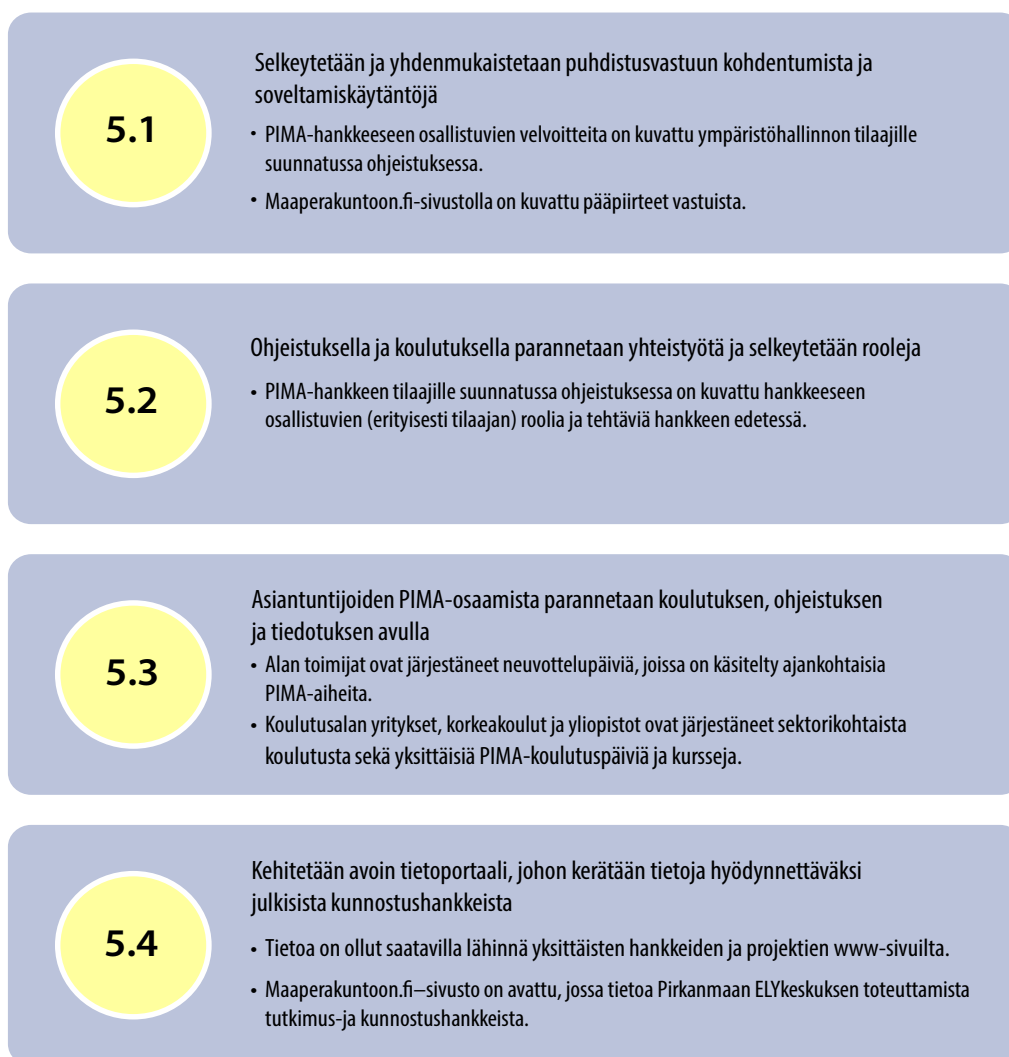 5.1
Selkeytetään ja yhdenmukaistetaan puhdistusvastuun kohdentumista ja
soveltamiskäytäntöjä
• PIMA-hankkeeseen osallistuvien velvoitteita on kuvattu ympäristöhallinnon tilaajille
suunnatussa ohjeistuksessa.
• Maaperakuntoon.fi-sivustolla on kuvattu pääpiirteet vastuista.
5.2
Ohjeistuksella ja koulutuksella parannetaan yhteistyötä ja selkeytetään rooleja
• PIMA-hankkeen tilaajille suunnatussa ohjeistuksessa on kuvattu hankkeeseen
osallistuvien (erityisesti tilaajan) roolia ja tehtäviä hankkeen edetessä.
5.3
Asiantuntijoiden PIMA-osaamista parannetaan koulutuksen, ohjeistuksen
ja tiedotuksen avulla
• Alan toimijat ovat järjestäneet neuvottelupäiviä, joissa on käsitelty ajankohtaisia
PIMA-aiheita.
• Koulutusalan yritykset, korkeakoulut ja yliopistot ovat järjestäneet sektorikohtaista
koulutusta sekä yksittäisiä PIMA-koulutuspäiviä ja kursseja.
5.4
Kehitetään avoin tietoportaali, johon kerätään tietoja hyödynnettäväksi
julkisista kunnostushankkeista
• Tietoa on ollut saatavilla lähinnä yksittäisten hankkeiden ja projektien www-sivuilta.
• Maaperakuntoon.fi–sivusto on avattu, jossa tietoa Pirkanmaan ELYkeskuksen toteuttamista
tutkimus-ja kunnostushankkeista.